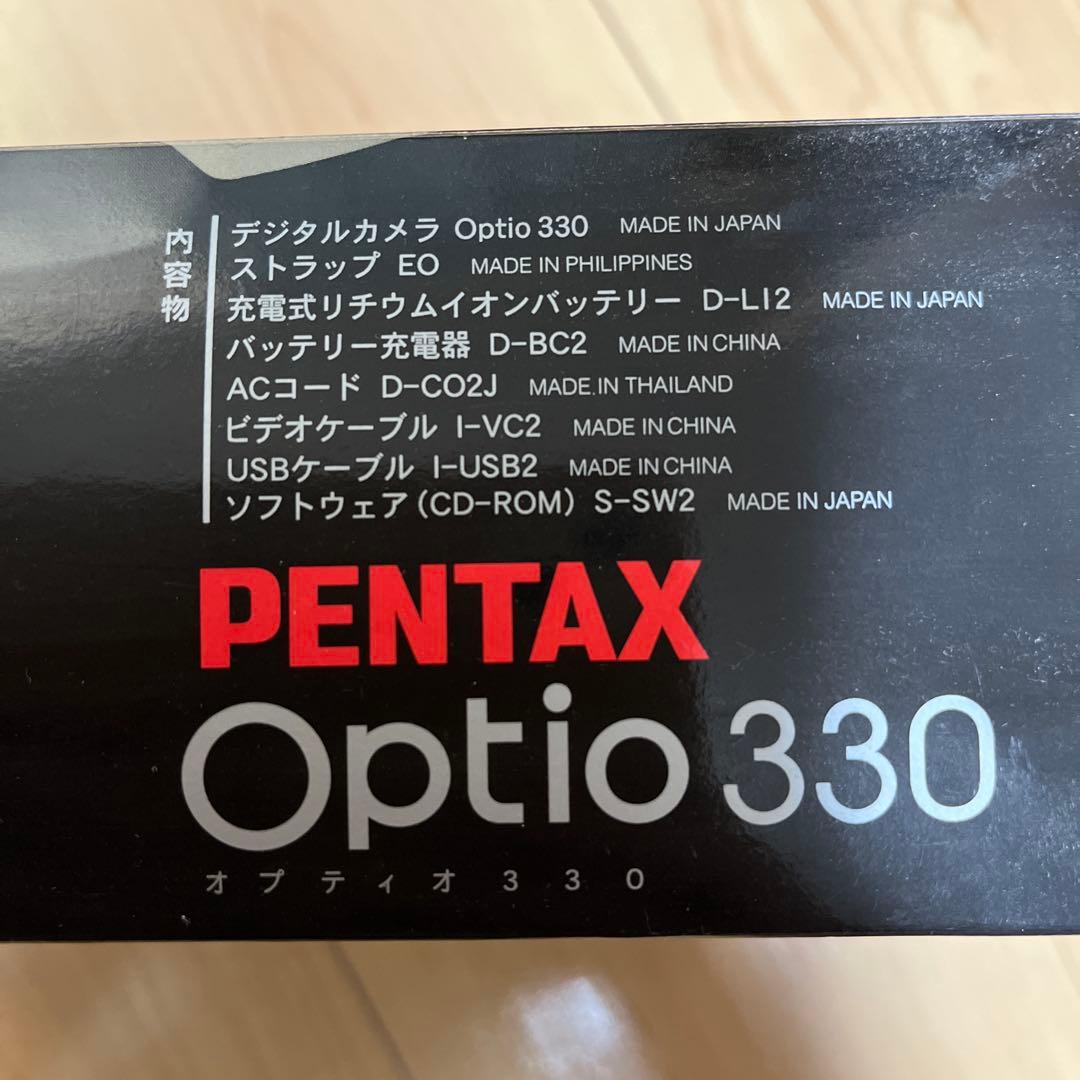 内容物
デジタルカメラ Optio 330 MADE IN JAPAN
ストラップ EO MADE IN PHILIPPINES
充電式リチウムイオンバッテリー D-LI2 MADE IN JAPAN
バッテリー充電器 D-BC2 MADE IN CHINA
ACコード D-CO2J MADE.IN THAILAND
ビデオケーブル I-VC2 MADE IN CHINA
USBケーブル I-USB2 MADE IN CHINA
ソフトウェア(CD-ROM) S-SW2 MADE IN JAPAN
PENTAX
Optio 330
オプティオ330